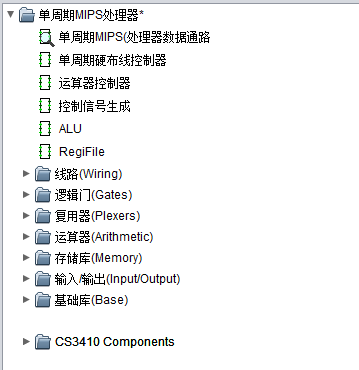 单周期MIPS处理器*
单周期MIPS(处理器数据通路
单周期硬布线控制器
运算器控制器
控制信号生成
ALU
RegiFile
线路(Wiring)
逻辑门(Gates)
复用器(Plexers)
运算器(Arithmetic)
存储库(Memory)
输入/输出(Input/Output)
基础库(Base)
CS3410 Components